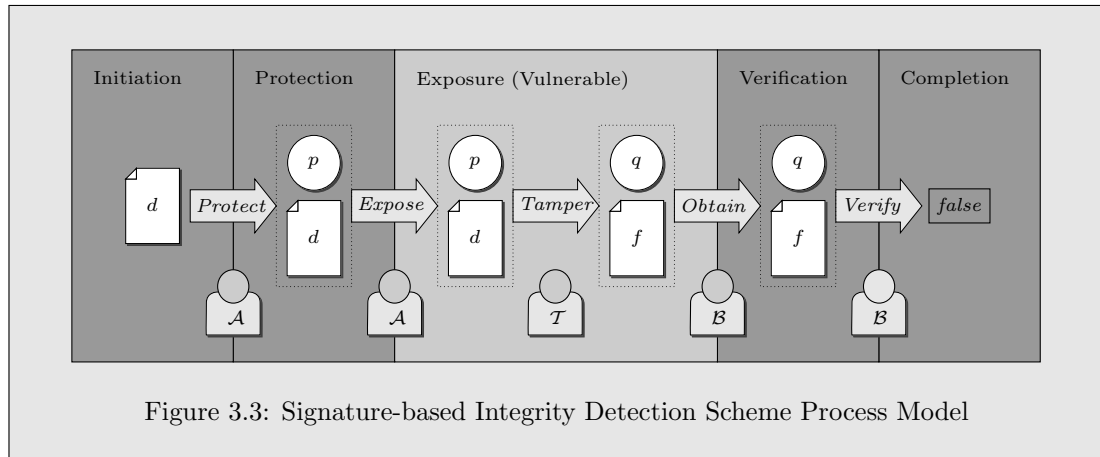 Initiation Protection Exposure (Vulnerable) Verification Completion
p p q q
d Protect Expose Tamper Obtain Verify false
d d f f
𝒜 𝒜 𝒯 ℬ ℬ
Figure 3.3: Signature-based Integrity Detection Scheme Process Model